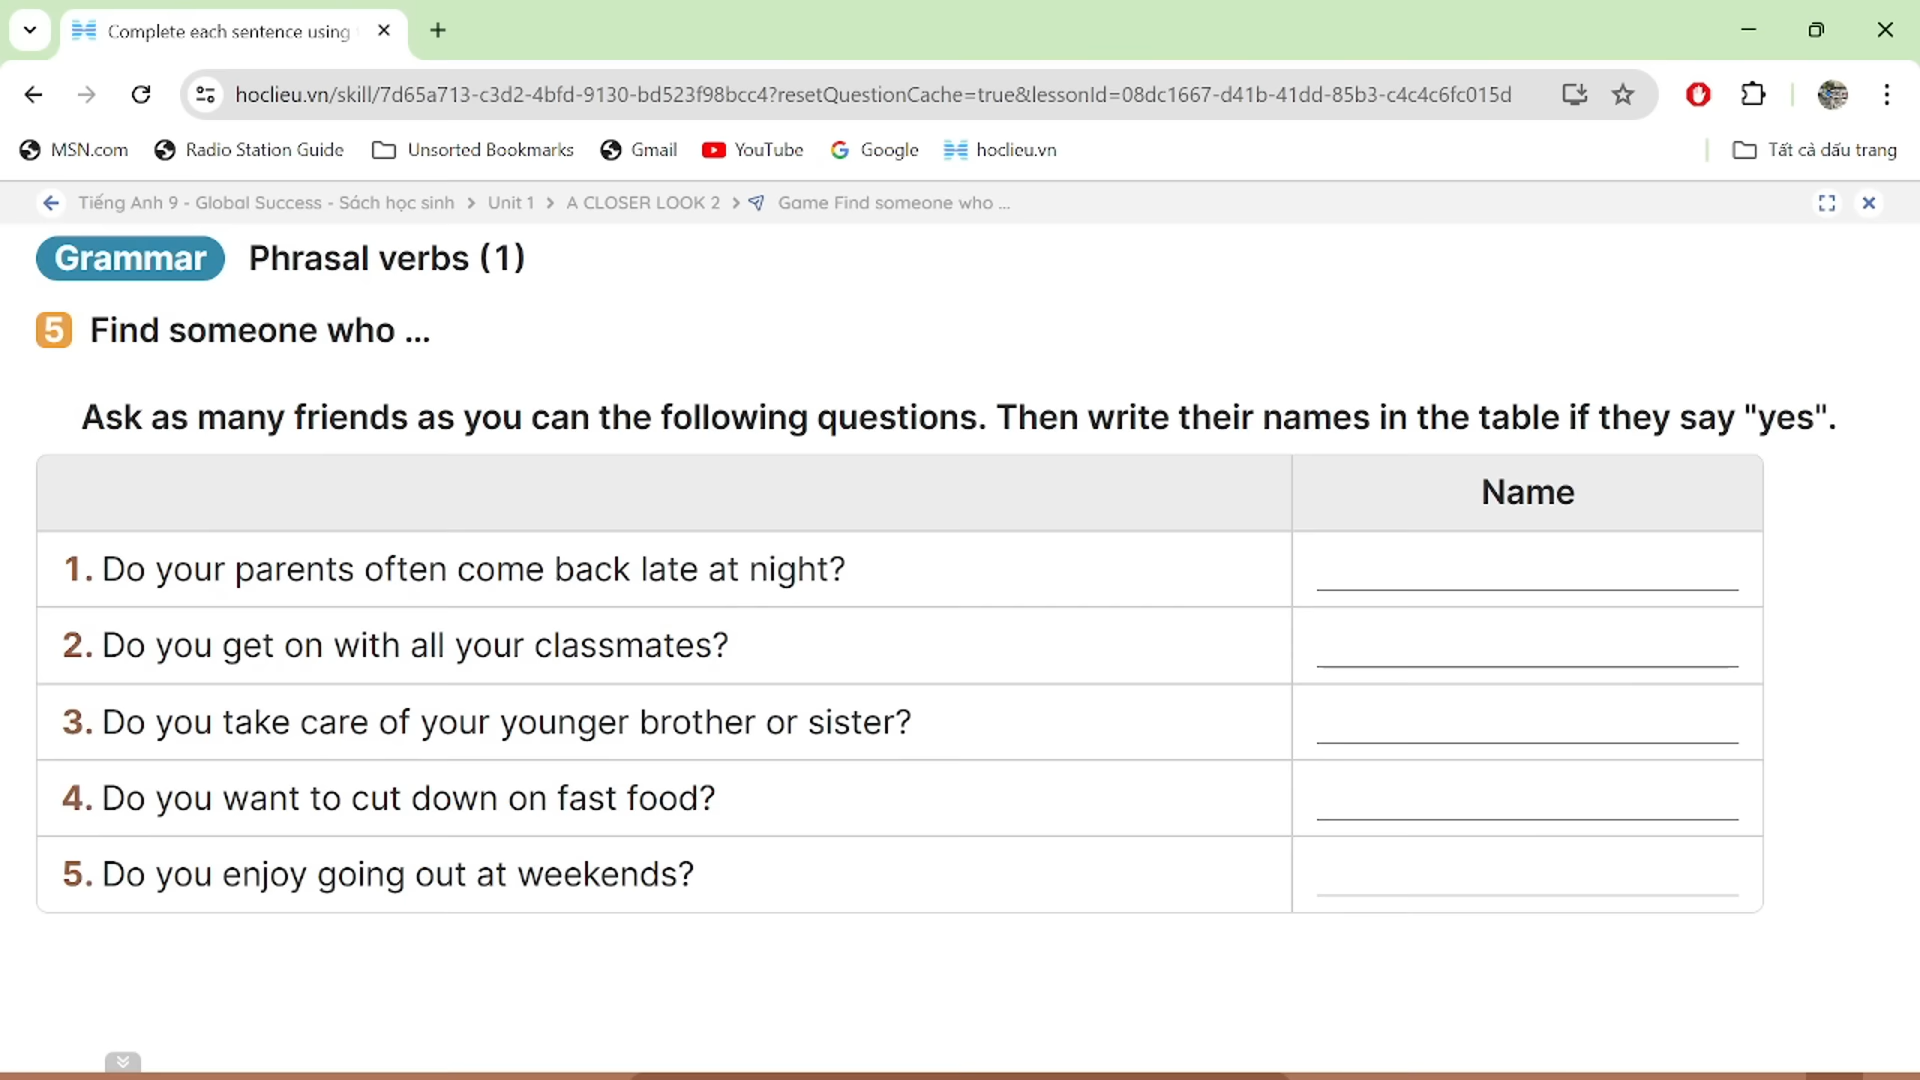 Complete each sentence using
hoclieu.vn/skill/7d65a713-c3d2-4bfd-9130-bd523f98bcc4?resetQuestionCache=true&lessonId=08dc1667-d41b-41dd-85b3-c4c4c6fc015d
MSN.com Radio Station Guide Unsorted Bookmarks Gmail YouTube Google hoclieu.vn Tất cả dấu trang
Tiếng Anh 9 - Global Success - Sách học sinh > Unit 1 > A CLOSER LOOK 2 > Game Find someone who ...
Grammar Phrasal verbs (1)
5 Find someone who ...
Ask as many friends as you can the following questions. Then write their names in the table if they say "yes".
Name
1. Do your parents often come back late at night?
2. Do you get on with all your classmates?
3. Do you take care of your younger brother or sister?
4. Do you want to cut down on fast food?
5. Do you enjoy going out at weekends?